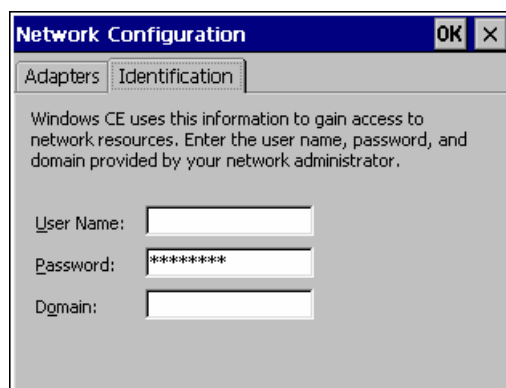 Network Configuration OK ×
Adapters Identification
Windows CE uses this information to gain access to
network resources. Enter the user name, password, and
domain provided by your network administrator.
User Name:
Password: ********
Domain: